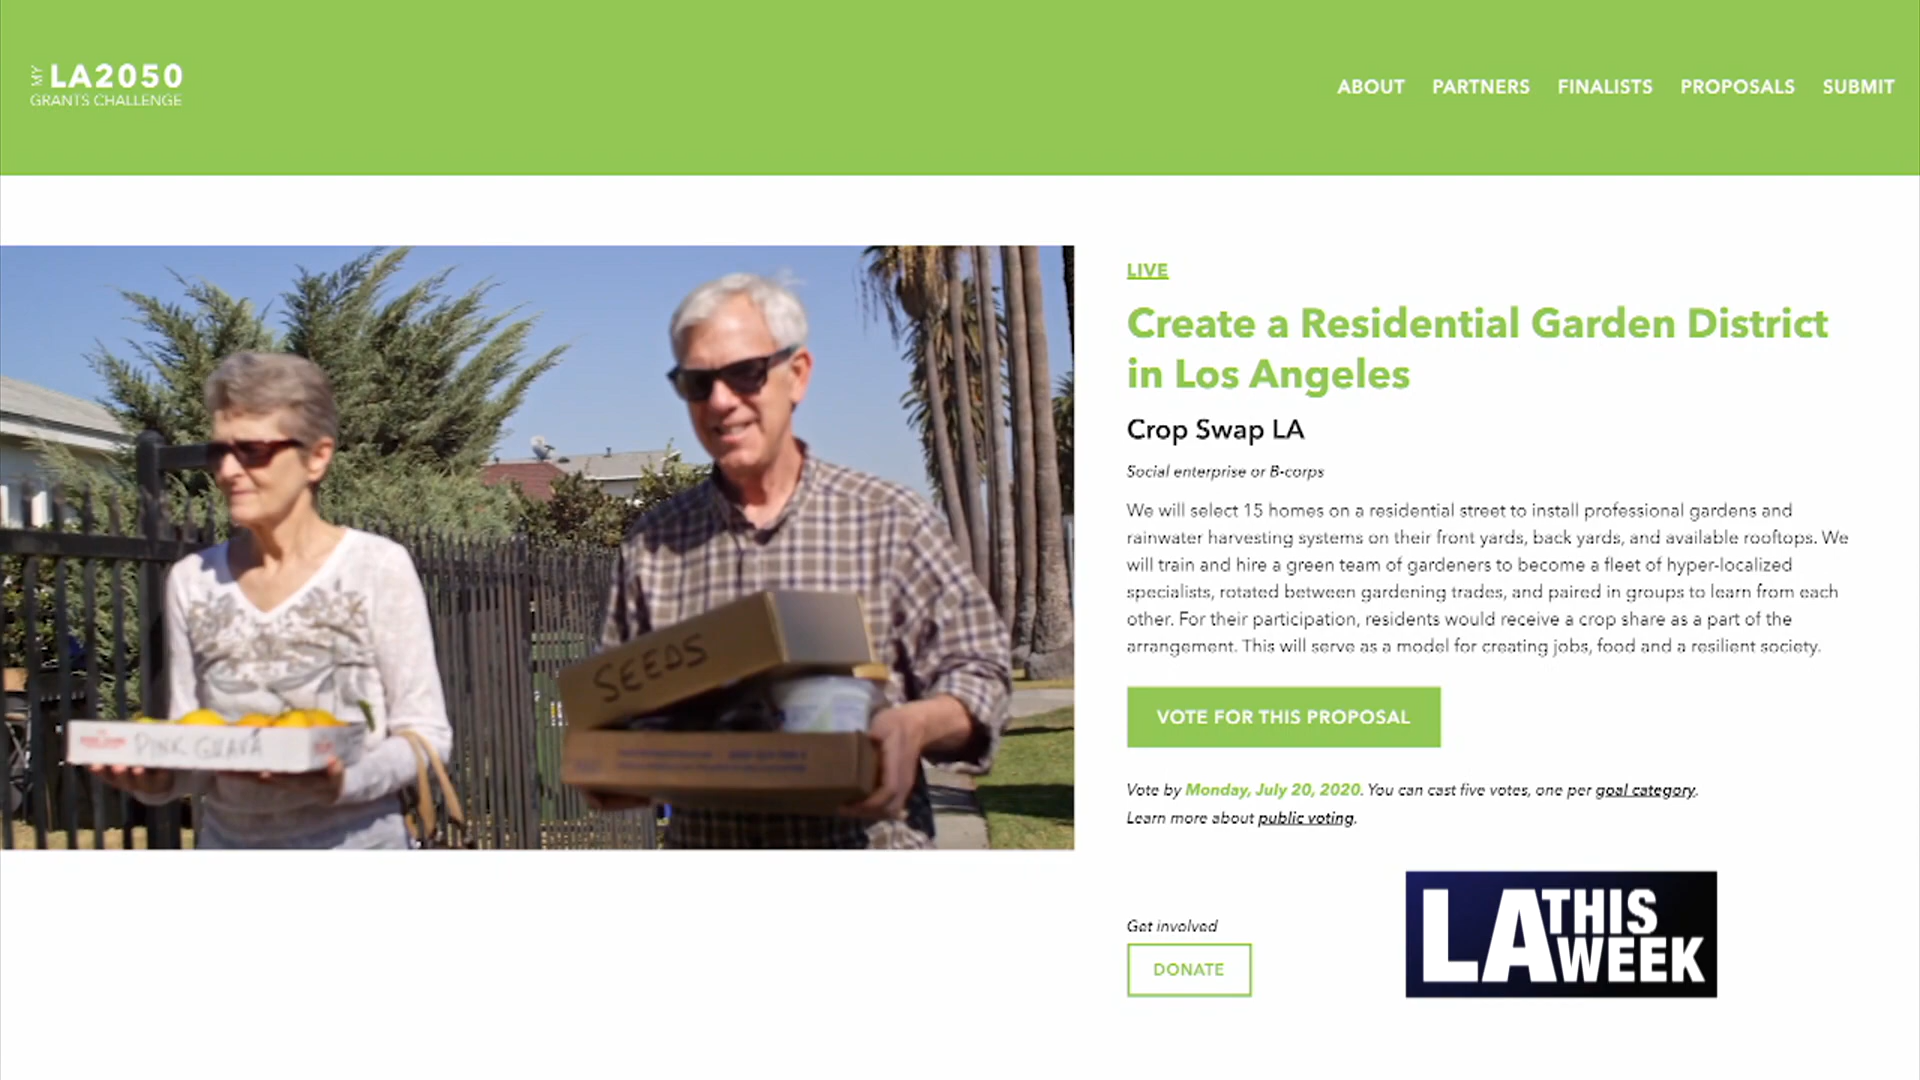 MY LA2050
GRANTS CHALLENGE
ABOUT PARTNERS FINALISTS PROPOSALS SUBMIT
SEEDS
PINK GUAVA
LIVE
Create a Residential Garden District
in Los Angeles
Crop Swap LA
Social enterprise or B-corps
We will select 15 homes on a residential street to install professional gardens and
rainwater harvesting systems on their front yards, back yards, and available rooftops. We
will train and hire a green team of gardeners to become a fleet of hyper-localized
specialists, rotated between gardening trades, and paired in groups to learn from each
other. For their participation, residents would receive a crop share as a part of the
arrangement. This will serve as a model for creating jobs, food and a resilient society.
VOTE FOR THIS PROPOSAL
Vote by Monday, July 20, 2020. You can cast five votes, one per goal category.
Learn more about public voting.
Get involved
DONATE
LA THIS WEEK